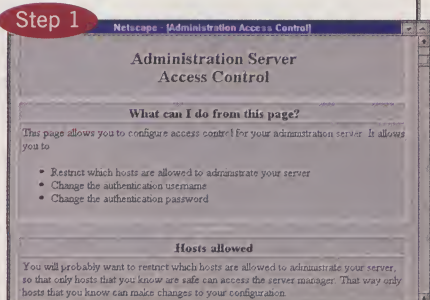 Step 1
Netscape - [Administration Access Control]
Administration Server
Access Control
What can I do from this page?
This page allows you to configure access control for your administration server. It allows
you to
Restrict which hosts are allowed to administrate your server
Change the authentication username
Change the authentication password
Hosts allowed
You will probably want to restrict which hosts are allowed to administrate your server,
so that only hosts that you know are safe can access the server manager. That way only
hosts that you know can make changes to your configuration